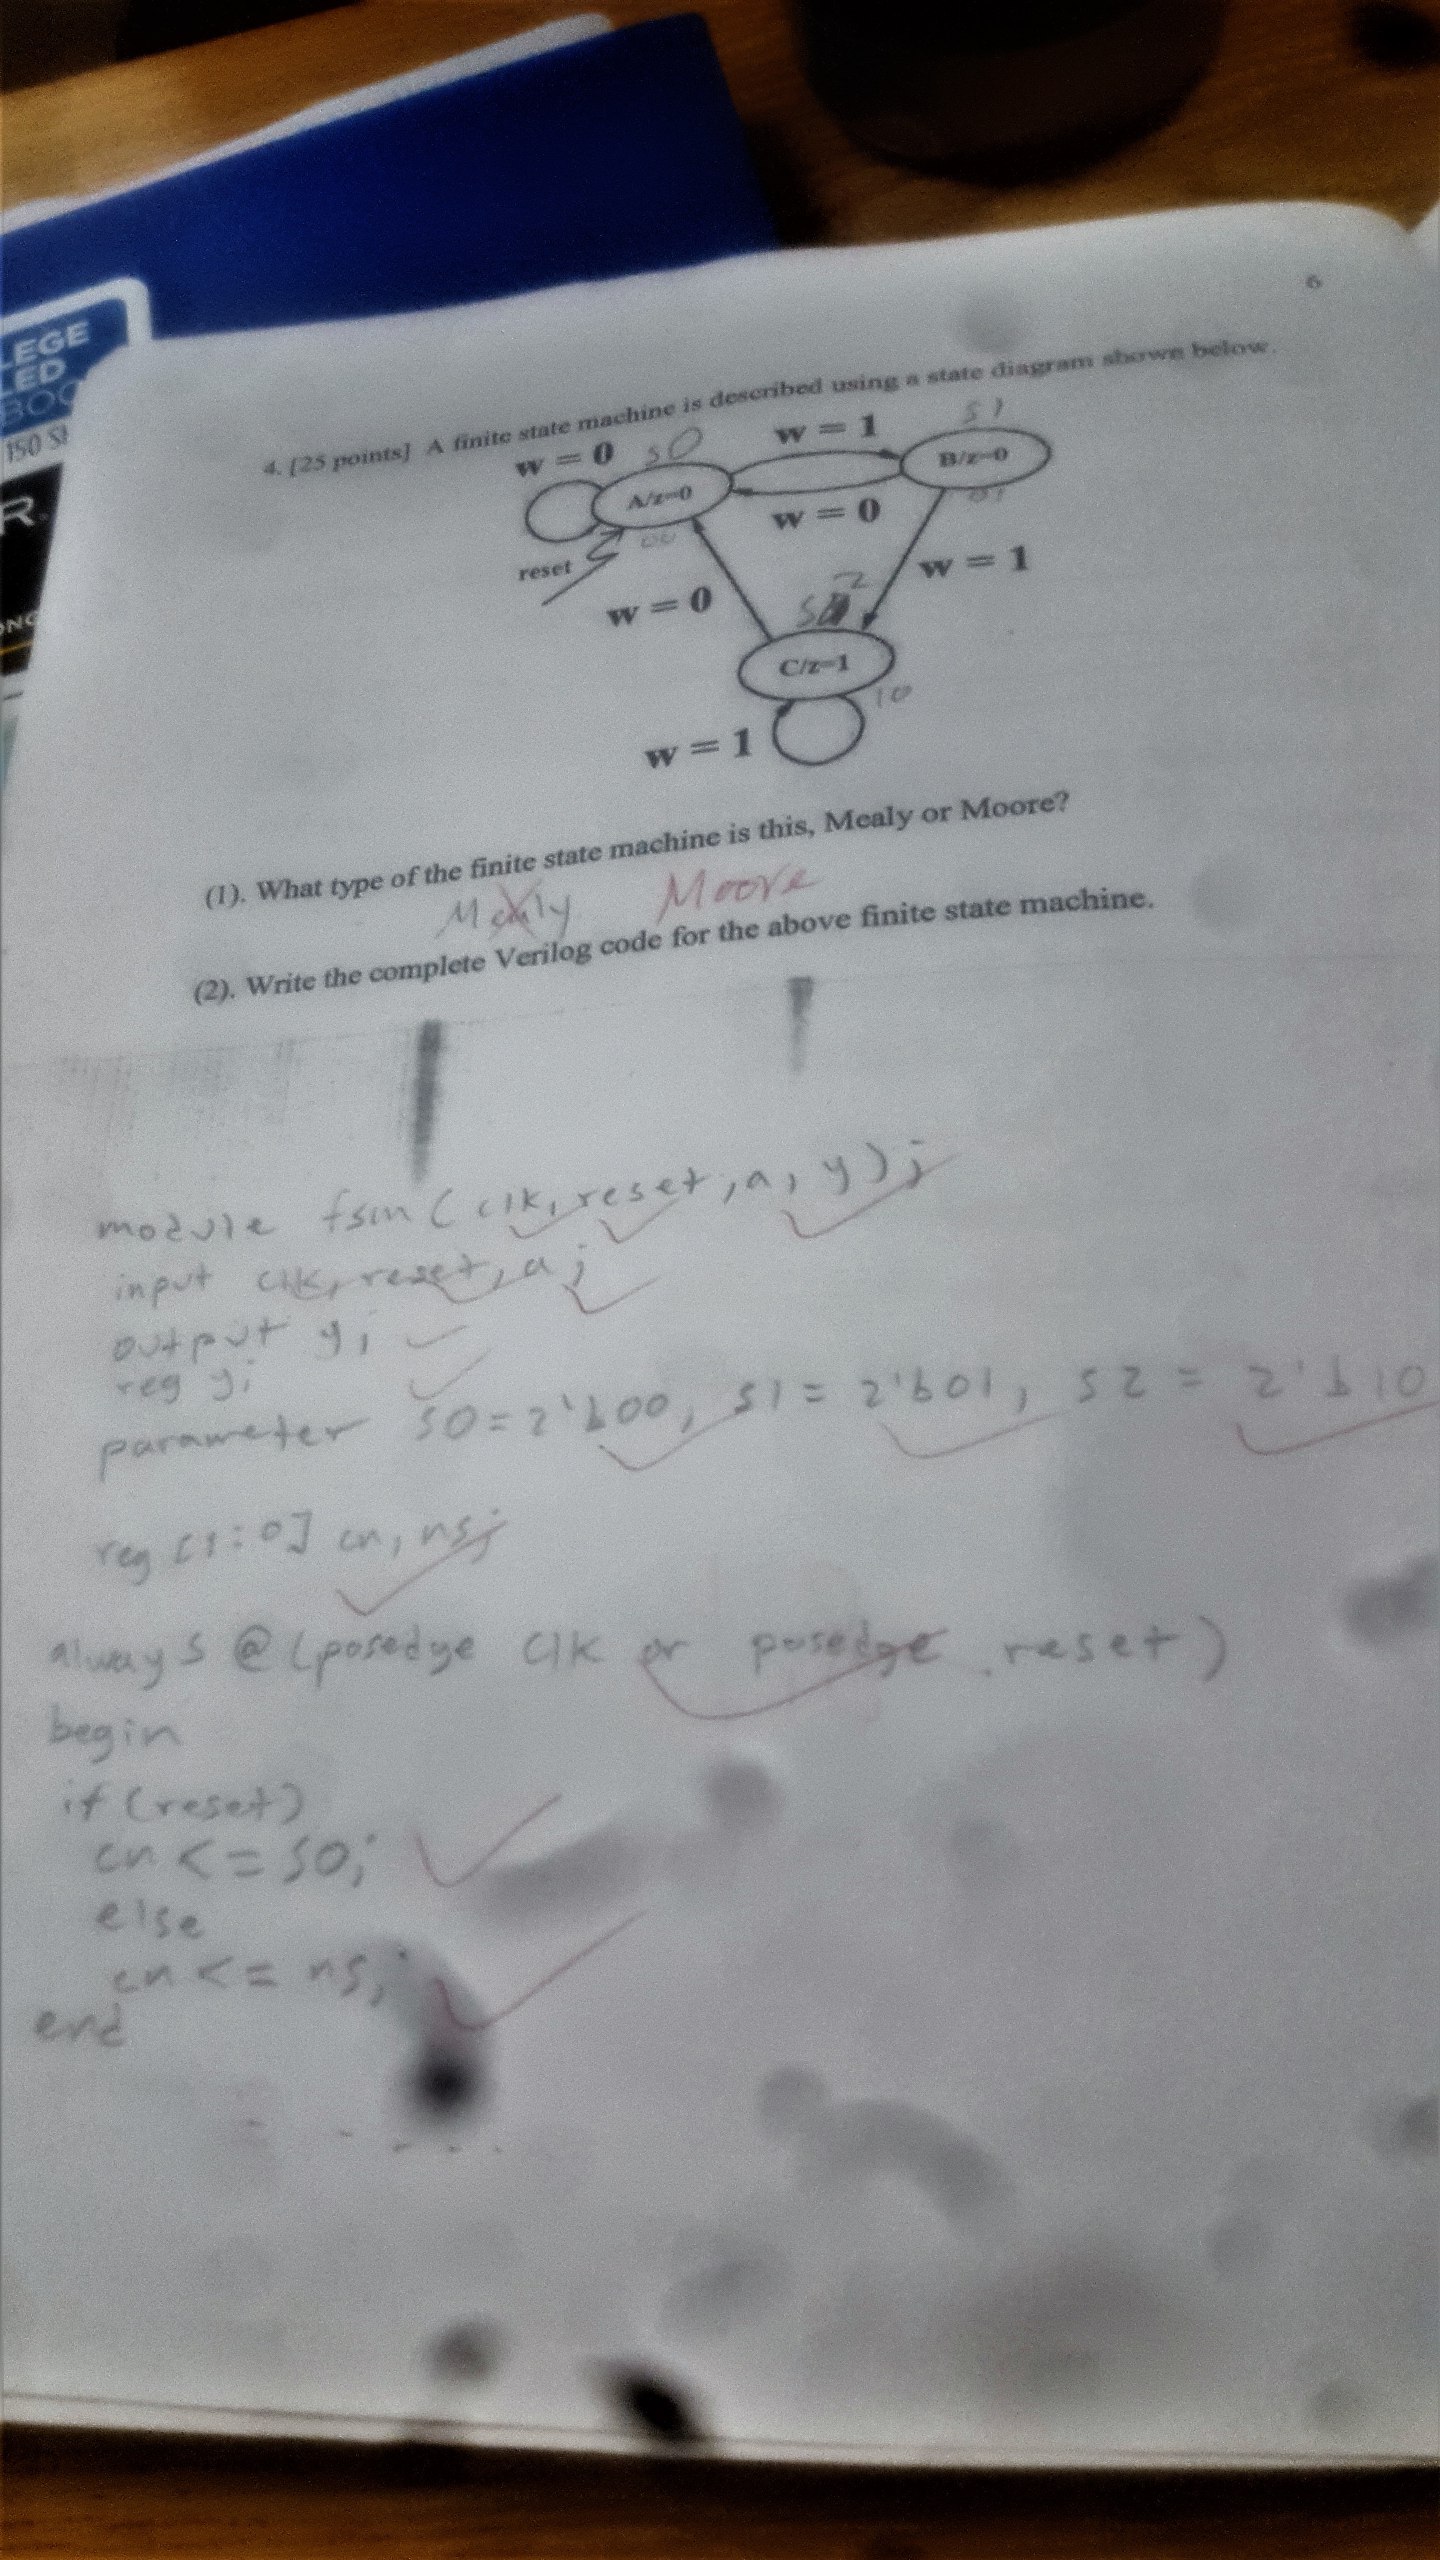 LEGE
LED
BOO
150 SH
R
6
4. [25 points] A finite state machine is described using a state diagram shown below.
w = 0
S0
w = 1
S1
A/z=0
B/z=0
00
01
w = 0
reset
w = 0
w = 1
S 2
C/z=1
10
w = 1
(1). What type of the finite state machine is this, Mealy or Moore?
Mealy Moore
(2). Write the complete Verilog code for the above finite state machine.
module fsm ( clk, reset, a, y );
input clk, reset, a ;
output y;
reg y;
parameter S0 = 2'b00, S1 = 2'b01, S2 = 2'b10
reg [1:0] cn, ns;
always @ (posedge clk or posedge reset)
begin
if (reset)
cn <= S0;
else
cn <= ns;
end